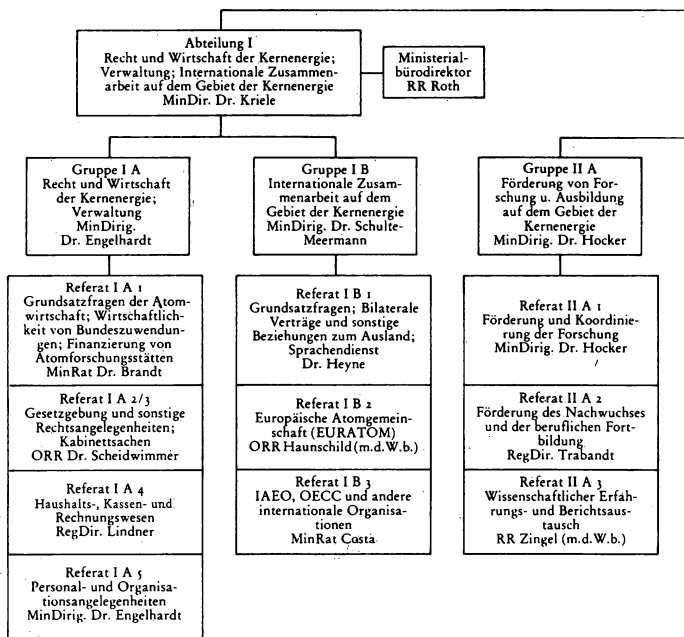 Abteilung I
Recht und Wirtschaft der Kernenergie;
Verwaltung; Internationale Zusammen-
arbeit auf dem Gebiet der Kernenergie
MinDir. Dr. Kriele
Ministerial-
bürodirektor
RR Roth
Gruppe I A
Recht und Wirtschaft
der Kernenergie;
Verwaltung
MinDirig.
Dr. Engelhardt
Gruppe I B
Internationale Zusam-
menarbeit auf dem
Gebiet der Kernenergie
MinDirig. Dr. Schulte-
Meermann
Gruppe II A
Förderung von For-
schung u. Ausbildung
auf dem Gebiet der
Kernenergie
MinDirig. Dr. Hocker
Referat I A 1
Grundsatzfragen der Atom-
wirtschaft; Wirtschaftlich-
keit von Bundeszuwendun-
gen; Finanzierung von
Atomforschungsstätten
MinRat Dr. Brandt
Referat I A 2/3
Gesetzgebung und sonstige
Rechtsangelegenheiten;
Kabinettsachen
ORR Dr. Scheidwimmer
Referat I A 4
Haushalts-, Kassen- und
Rechnungswesen
RegDir. Lindner
Referat I A 5
Personal- und Organi-
sationsangelegenheiten
MinDirig. Dr. Engelhardt
Referat I B 1
Grundsatzfragen; Bilaterale
Verträge und sonstige
Beziehungen zum Ausland;
Sprachendienst
Dr. Heyne
Referat I B 2
Europäische Atomgemein-
schaft (EURATOM)
ORR Haunschild (m.d.W.b.)
Referat I B 3
IAEO, OECC und andere
internationale Organisa-
tionen
MinRat Costa
Referat II A 1
Förderung und Koordinie-
rung der Forschung
MinDirig. Dr. Hocker
Referat II A 2
Förderung des Nachwuchses
und der beruflichen Fort-
bildung
RegDir. Trabandt
Referat II A 3
Wissenschaftlicher Erfah-
rungs- und Berichtsaus-
tausch
RR Zingel (m.d.W.b.)